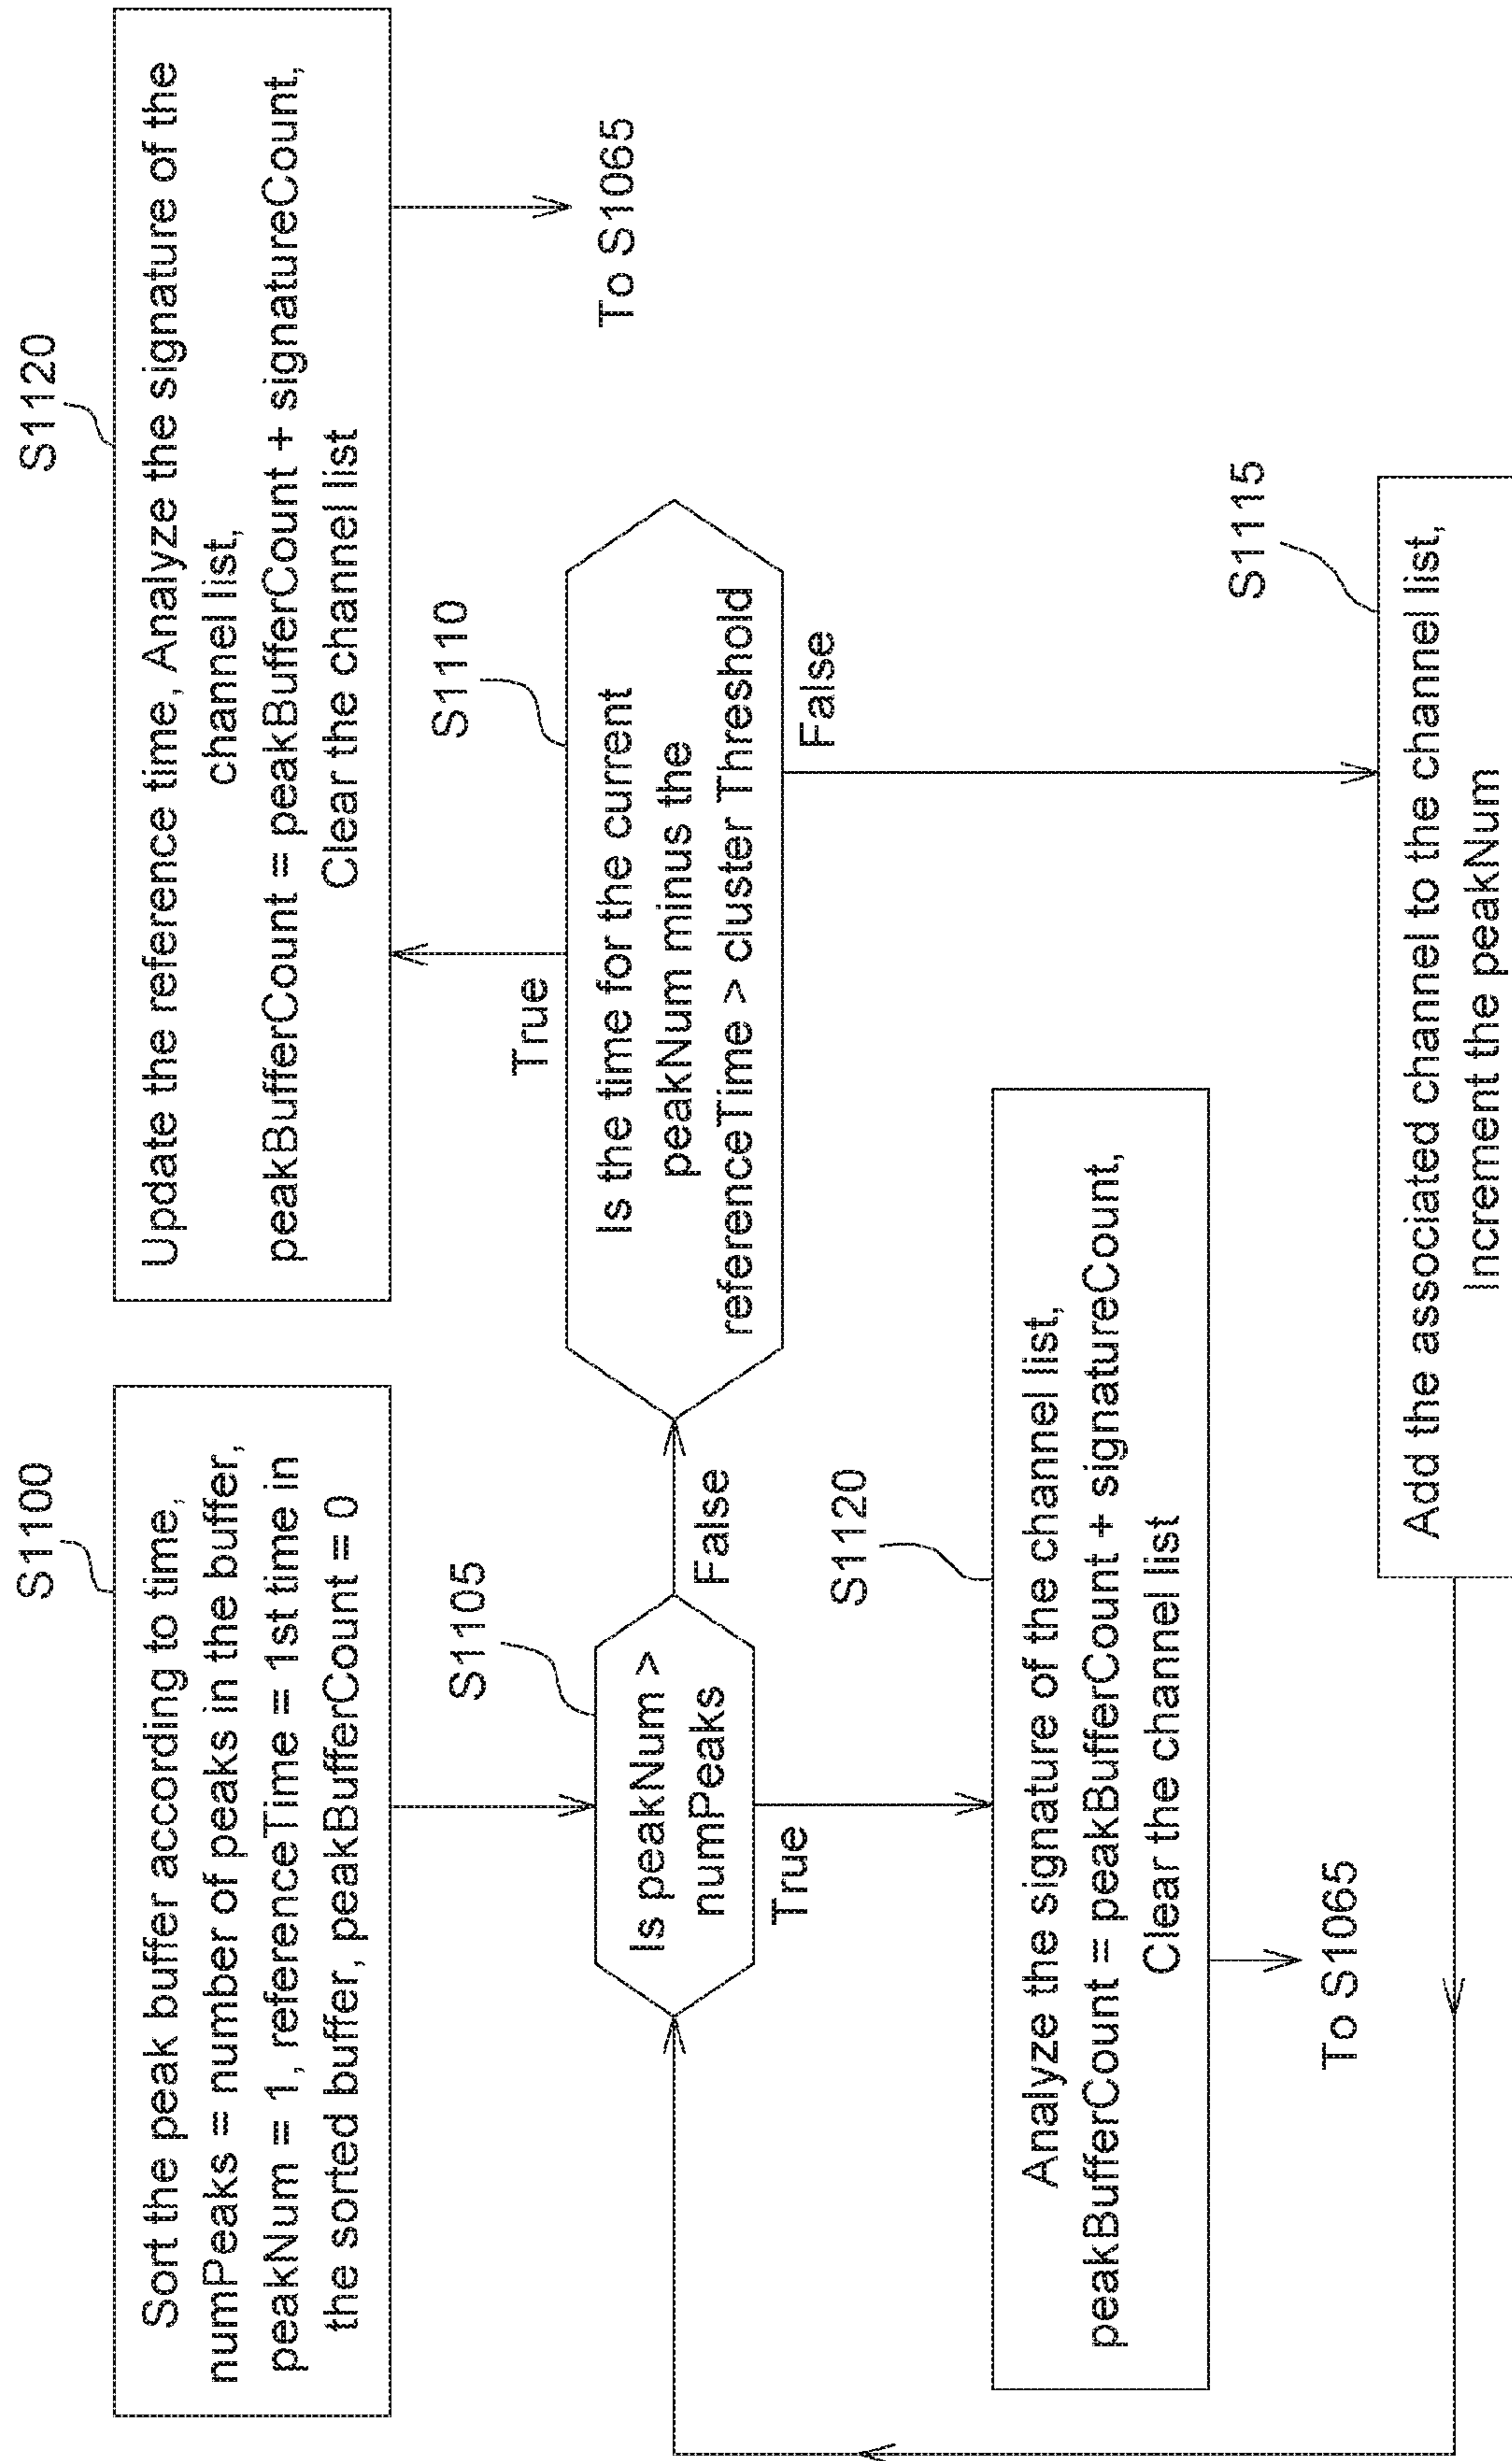 S1100
Sort the peak buffer according to time,
numPeaks = number of peaks in the buffer,
peakNum = 1, referenceTime = 1st time in
the sorted buffer, peakBufferCount = 0
S1120
Update the reference time, Analyze the signature of the
channel list,
peakBufferCount = peakBufferCount + signatureCount,
Clear the channel list
To S1065
S1105
Is peakNum >
numPeaks
False
True
S1110
Is the time for the current
peakNum minus the
referenceTime > cluster Threshold
True
False
S1120
Analyze the signature of the channel list,
peakBufferCount = peakBufferCount + signatureCount,
Clear the channel list
To S1065
S1115
Add the associated channel to the channel list,
Increment the peakNum